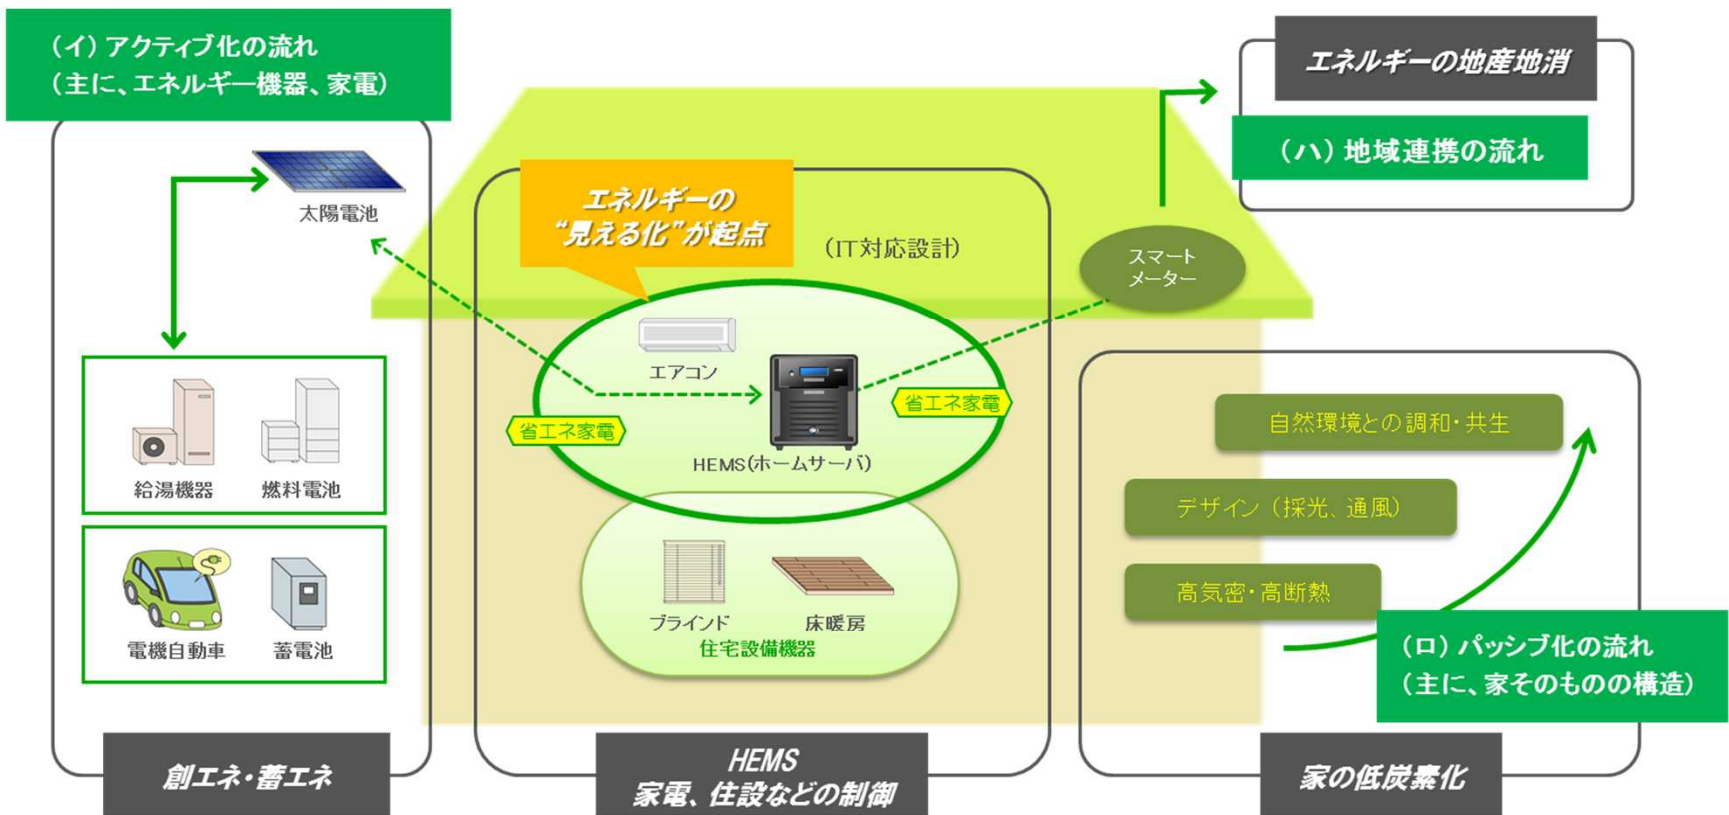 (イ) アクティブ化の流れ
(主に、エネルギー機器、家電)
太陽電池
給湯機器
燃料電池
電機自動車
蓄電池
創エネ・蓄エネ
エネルギーの
“見える化”が起点
(IT対応設計)
エアコン
省エネ家電
省エネ家電
HEMS(ホームサーバ)
ブラインド
床暖房
住宅設備機器
HEMS
家電、住設などの制御
スマート
メーター
エネルギーの地産地消
(ハ) 地域連携の流れ
自然環境との調和・共生
デザイン (採光、通風)
高気密・高断熱
(ロ) パッシブ化の流れ
(主に、家そのものの構造)
家の低炭素化